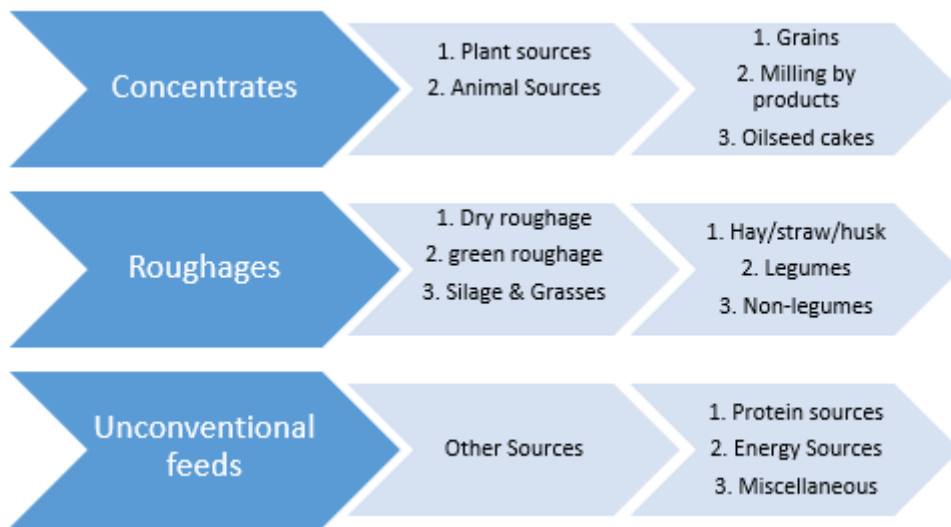 Concentrates
1. Plant sources
2. Animal Sources
1. Grains
2. Milling by
products
3. Oilseed cakes
Roughages
1. Dry roughage
2. green roughage
3. Silage & Grasses
1. Hay/straw/husk
2. Legumes
3. Non-legumes
Unconventional
feeds
Other Sources
1. Protein sources
2. Energy Sources
3. Miscellaneous